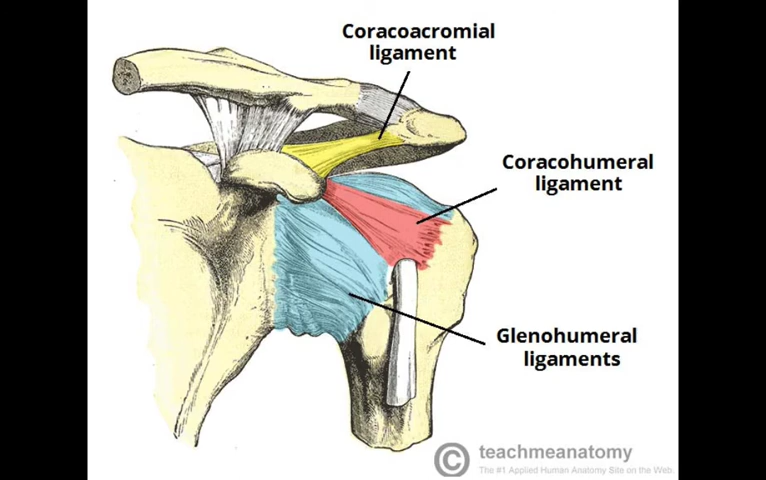 Coracoacromial
ligament
Coracohumeral
ligament
Glenohumeral
ligaments
© teachmeanatomy
The #1 Applied Human Anatomy Site on the Web.